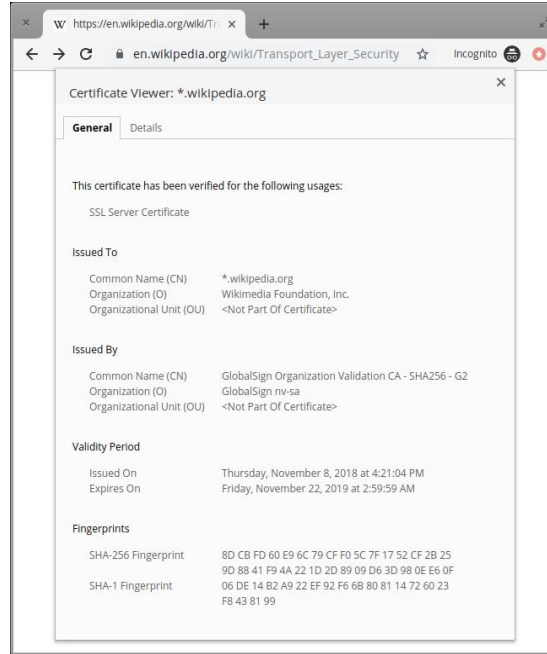 https://en.wikipedia.org/wiki/Tr
en.wikipedia.org/wiki/Transport_Layer_Security Incognito
Certificate Viewer: *.wikipedia.org
General Details
This certificate has been verified for the following usages:
SSL Server Certificate
Issued To
Common Name (CN) *.wikipedia.org
Organization (O) Wikimedia Foundation, Inc.
Organizational Unit (OU) <Not Part Of Certificate>
Issued By
Common Name (CN) GlobalSign Organization Validation CA - SHA256 - G2
Organization (O) GlobalSign nv-sa
Organizational Unit (OU) <Not Part Of Certificate>
Validity Period
Issued On Thursday, November 8, 2018 at 4:21:04 PM
Expires On Friday, November 22, 2019 at 2:59:59 AM
Fingerprints
SHA-256 Fingerprint 8D CB FD 60 E9 6C 79 CF F0 5C 7F 17 52 CF 2B 25
9D 88 41 F9 4A 22 1D 2D 89 09 D6 3D 98 0E E6 0F
SHA-1 Fingerprint 06 DE 14 B2 A9 22 EF 92 F6 6B 80 81 14 72 60 23
F8 43 81 99